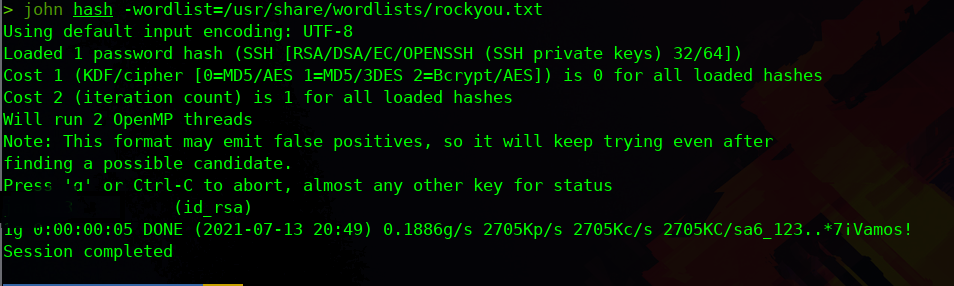 > john hash -wordlist=/usr/share/wordlists/rockyou.txt
Using default input encoding: UTF-8
Loaded 1 password hash (SSH [RSA/DSA/EC/OPENSSH (SSH private keys) 32/64])
Cost 1 (KDF/cipher [0=MD5/AES 1=MD5/3DES 2=Bcrypt/AES]) is 0 for all loaded hashes
Cost 2 (iteration count) is 1 for all loaded hashes
Will run 2 OpenMP threads
Note: This format may emit false positives, so it will keep trying even after
finding a possible candidate.
Press 'q' or Ctrl-C to abort, almost any other key for status
(id_rsa)
1g 0:00:00:05 DONE (2021-07-13 20:49) 0.1886g/s 2705Kp/s 2705Kc/s 2705KC/sa6_123..*7¡Vamos!
Session completed